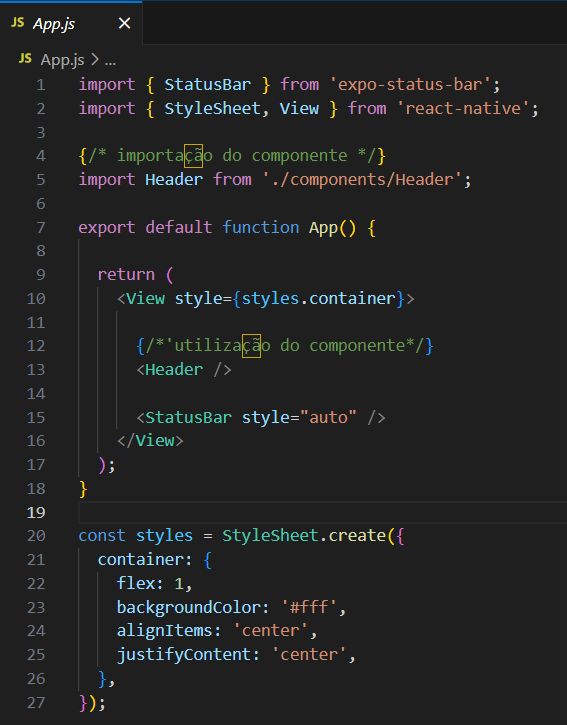 JS App.js ×
JS App.js > ...
1 import { StatusBar } from 'expo-status-bar';
2 import { StyleSheet, View } from 'react-native';
3
4 {/* importação do componente */}
5 import Header from './components/Header';
6
7 export default function App() {
8
9   return (
10     <View style={styles.container}>
11
12       {/*'utilização do componente*/}
13       <Header />
14
15       <StatusBar style="auto" />
16     </View>
17   );
18 }
19
20 const styles = StyleSheet.create({
21   container: {
22     flex: 1,
23     backgroundColor: '#fff',
24     alignItems: 'center',
25     justifyContent: 'center',
26   },
27 });